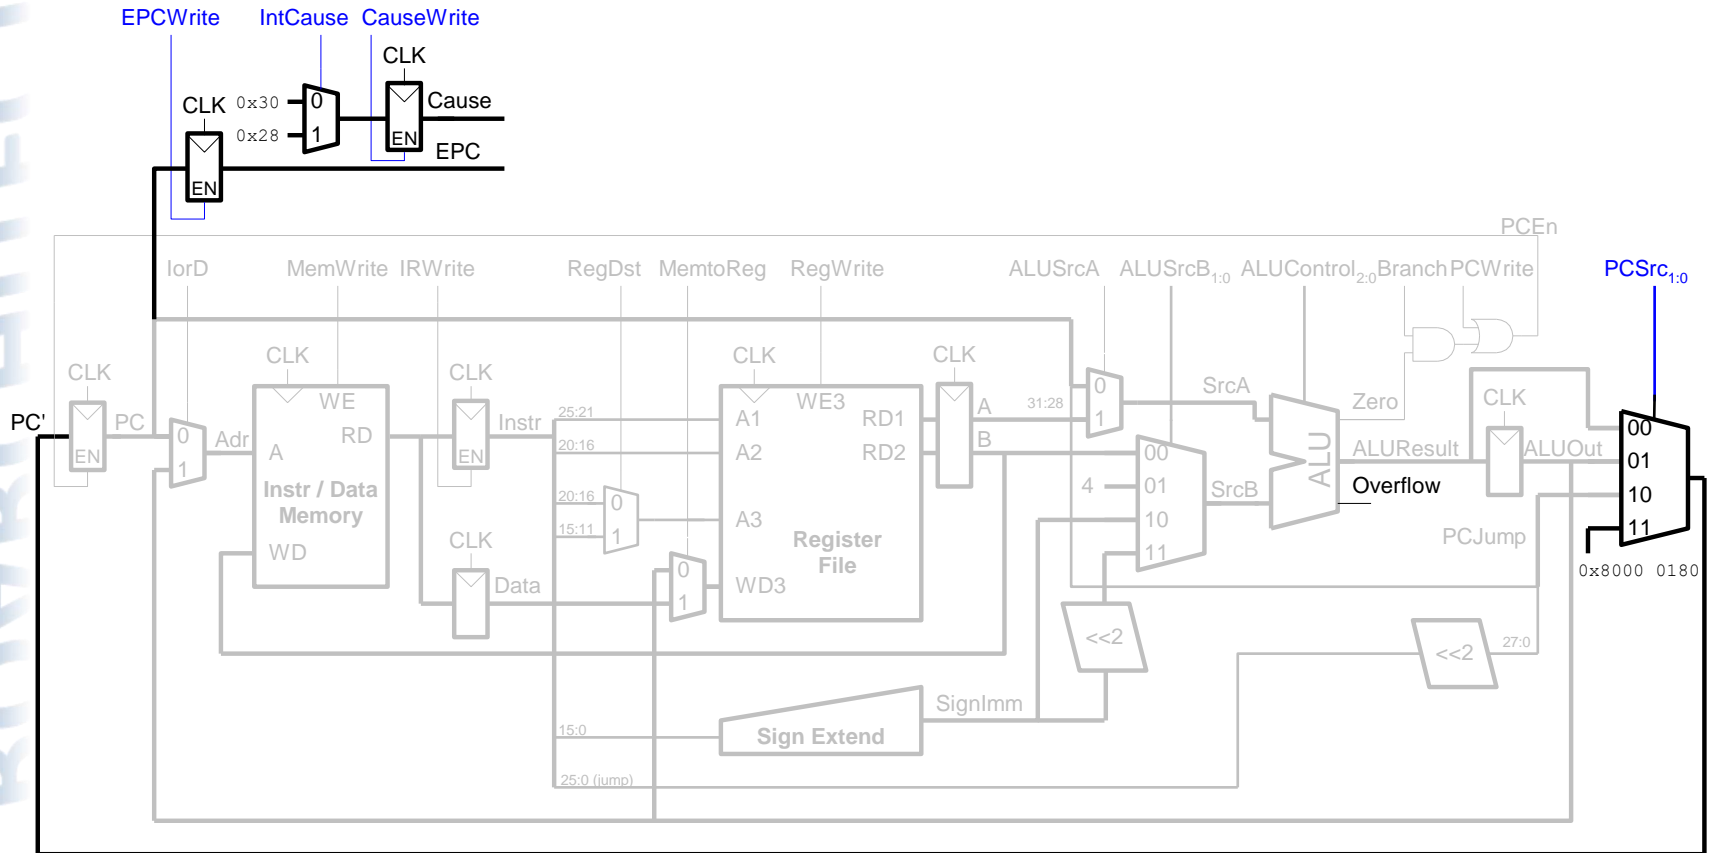 EPCWrite IntCause CauseWrite
CLK
CLK 0x30 0 Cause
0x28 1 EN
EPC
EN
PCEn
IorD MemWrite IRWrite RegDst MemtoReg RegWrite ALUSrcA ALUSrcB1:0 ALUControl2:0 Branch PCWrite PCSrc1:0
CLK CLK CLK CLK
CLK CLK
PC' PC EN 0 1 Adr
WE RD A Instr / Data Memory WD
EN Instr
CLK Data
25:21
20:16
20:16 0
15:11 1
0 1
WE3 A1 RD1 A2 RD2 A3 Register File WD3
A
B
31:28 0 1 SrcA
00
4 01 SrcB
10
11
ALU Zero
ALUResult CLK ALUOut
Overflow
00
01
10
11
PCJump
0x8000 0180
<<2 <<2 27:0
SignImm
15:0 Sign Extend
25:0 (jump)